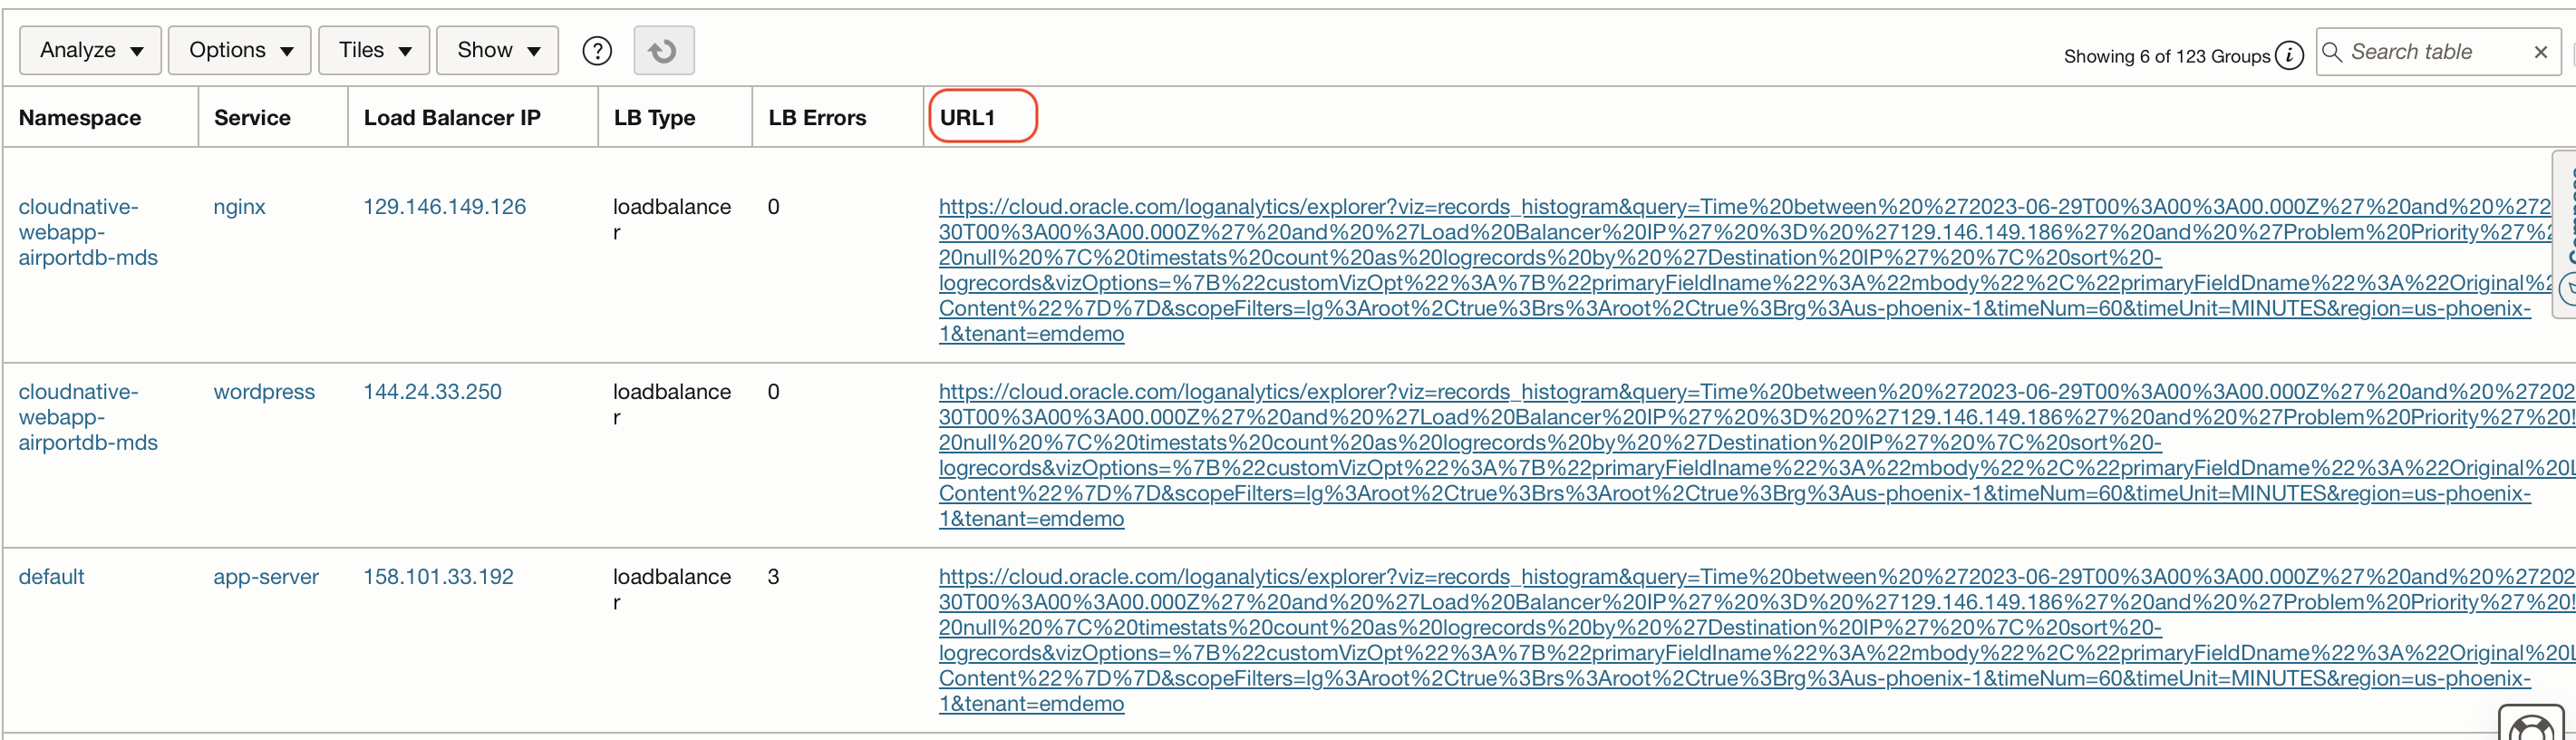 Analyze Options Tiles Show ? Showing 6 of 123 Groups i Search table ×
Namespace Service Load Balancer IP LB Type LB Errors URL1
cloudnative-
webapp-
airportdb-mds
nginx
129.146.149.126
loadbalance
r
0
https://cloud.oracle.com/loganalytics/explorer?viz=records_histogram&query=Time%20between%20%272023-06-29T00%3A00%3A00.000Z%27%20and%20%272
30T00%3A00%3A00.000Z%27%20and%20%27Load%20Balancer%20IP%27%20%3D%20%27129.146.149.186%27%20and%20%27Problem%20Priority%27%2
20null%20%7C%20timestats%20count%20as%20logrecords%20by%20%27Destination%20IP%27%20%7C%20sort%20-
logrecords&vizOptions=%7B%22customVizOpt%22%3A%7B%22primaryFieldIname%22%3A%22mbody%22%2C%22primaryFieldDname%22%3A%22Original%2
Content%22%7D%7D&scopeFilters=lg%3Aroot%2Ctrue%3Brs%3Aroot%2Ctrue%3Brg%3Aus-phoenix-1&timeNum=60&timeUnit=MINUTES&region=us-phoenix-
1&tenant=emdemo
cloudnative-
webapp-
airportdb-mds
wordpress
144.24.33.250
loadbalance
r
0
https://cloud.oracle.com/loganalytics/explorer?viz=records_histogram&query=Time%20between%20%272023-06-29T00%3A00%3A00.000Z%27%20and%20%27202
30T00%3A00%3A00.000Z%27%20and%20%27Load%20Balancer%20IP%27%20%3D%20%27129.146.149.186%27%20and%20%27Problem%20Priority%27%20!
20null%20%7C%20timestats%20count%20as%20logrecords%20by%20%27Destination%20IP%27%20%7C%20sort%20-
logrecords&vizOptions=%7B%22customVizOpt%22%3A%7B%22primaryFieldIname%22%3A%22mbody%22%2C%22primaryFieldDname%22%3A%22Original%20L
Content%22%7D%7D&scopeFilters=lg%3Aroot%2Ctrue%3Brs%3Aroot%2Ctrue%3Brg%3Aus-phoenix-1&timeNum=60&timeUnit=MINUTES&region=us-phoenix-
1&tenant=emdemo
default
app-server
158.101.33.192
loadbalance
r
3
https://cloud.oracle.com/loganalytics/explorer?viz=records_histogram&query=Time%20between%20%272023-06-29T00%3A00%3A00.000Z%27%20and%20%27202
30T00%3A00%3A00.000Z%27%20and%20%27Load%20Balancer%20IP%27%20%3D%20%27129.146.149.186%27%20and%20%27Problem%20Priority%27%20!
20null%20%7C%20timestats%20count%20as%20logrecords%20by%20%27Destination%20IP%27%20%7C%20sort%20-
logrecords&vizOptions=%7B%22customVizOpt%22%3A%7B%22primaryFieldIname%22%3A%22mbody%22%2C%22primaryFieldDname%22%3A%22Original%20L
Content%22%7D%7D&scopeFilters=lg%3Aroot%2Ctrue%3Brs%3Aroot%2Ctrue%3Brg%3Aus-phoenix-1&timeNum=60&timeUnit=MINUTES&region=us-phoenix-
1&tenant=emdemo